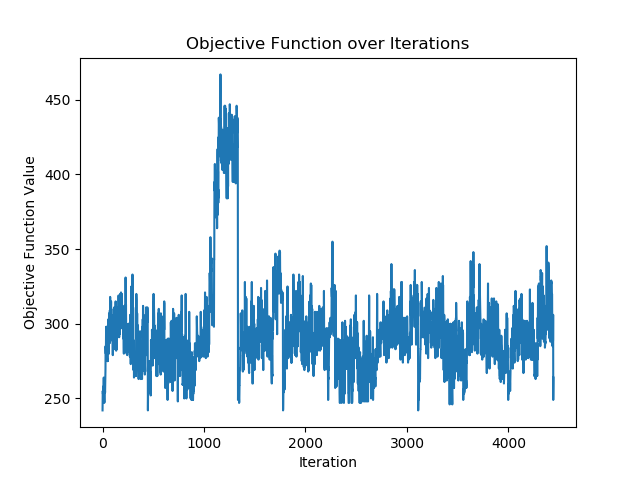 Objective Function over Iterations
450
400
350
300
250
Objective Function Value
0 1000 2000 3000 4000
Iteration